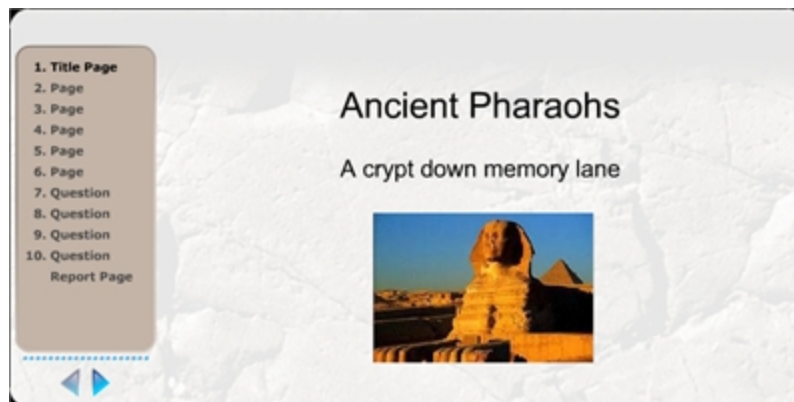 1. Title Page
2. Page
3. Page
4. Page
5. Page
6. Page
7. Question
8. Question
9. Question
10. Question
Report Page
Ancient Pharaohs
A crypt down memory lane